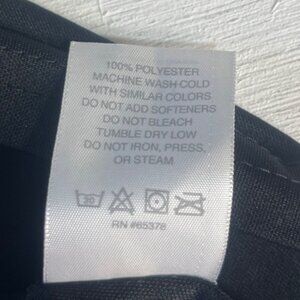 100% POLYESTER
MACHINE WASH COLD
WITH SIMILAR COLORS
DO NOT ADD SOFTENERS
DO NOT BLEACH
TUMBLE DRY LOW
DO NOT IRON, PRESS,
OR STEAM
30
RN #65378